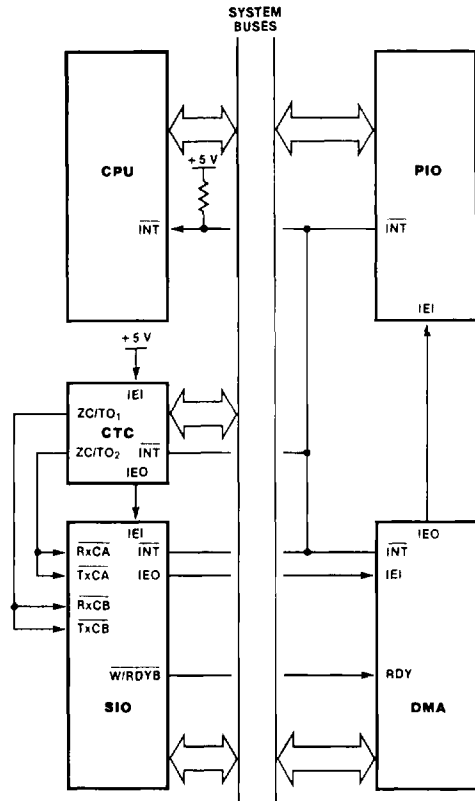 SYSTEM
BUSES
CPU
+5 V
INT
PIO
INT
IEI
+5 V
IEI
ZC/TO1
CTC
ZC/TO2
INT
IEO
IEI
RxCA
INT
TxCA
IEO
RxCB
TxCB
W/RDYB
SIO
IEO
INT
IEI
RDY
DMA